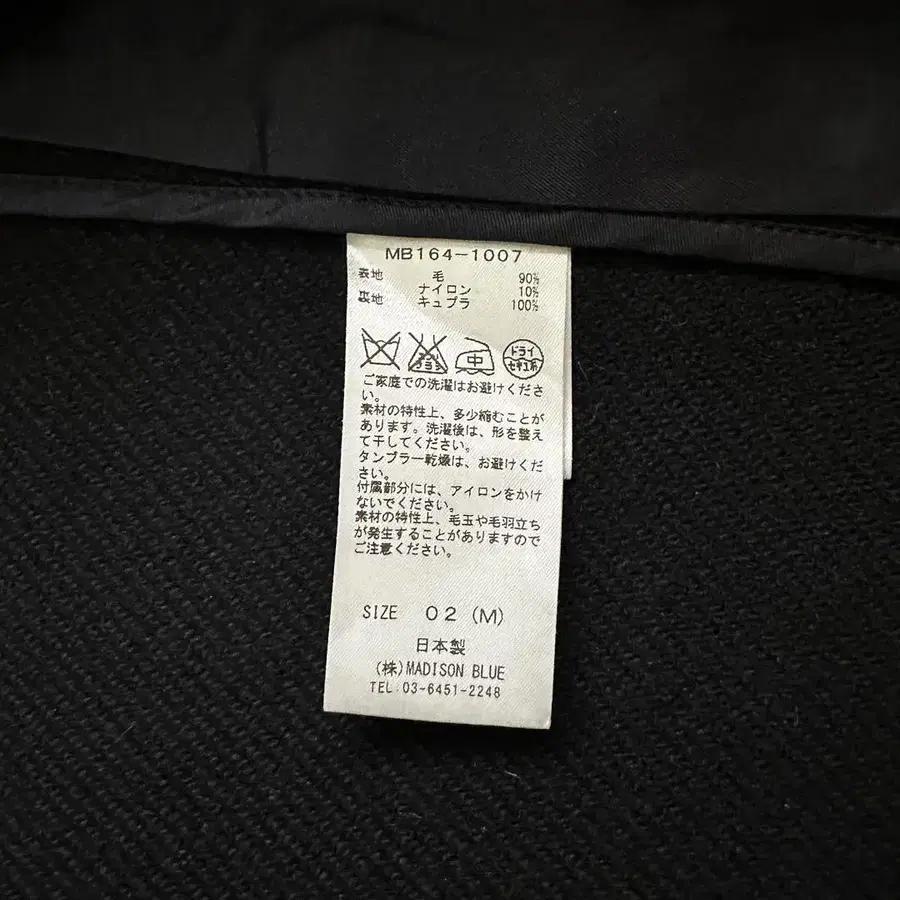 MB164-1007
表地 毛 90%
ナイロン 10%
裏地 キュプラ 100%
中 ドライ セキユ系
ご家庭での洗濯はお避けくださ
い。
素材の特性上、多少縮むことが
あります。洗濯後は、形を整え
て干してください。
タンブラー乾燥は、お避けくだ
さい。
付属部分には、アイロンをかけ
ないでください。
素材の特性上、毛玉や毛羽立ち
が発生することがありますので
ご注意ください。
SIZE 02 (M)
日本製
(株)MADISON BLUE
TEL:03-6451-2248